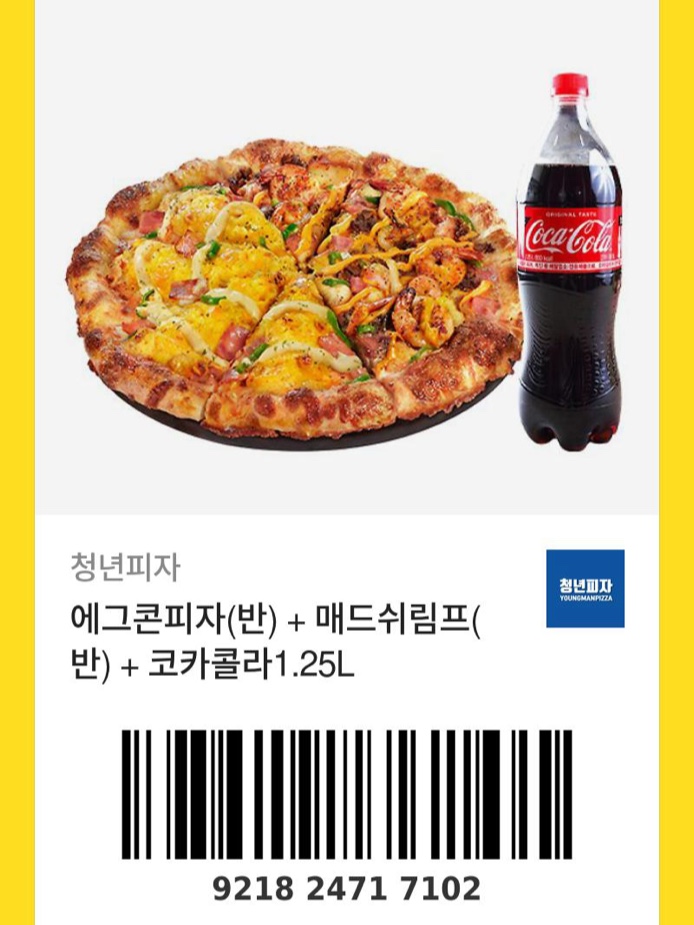 ORIGINAL TASTE
Coca-Cola
청년피자
청년피자
YOUNGMANPIZZA
에그콘피자(반) + 매드쉬림프(
반) + 코카콜라1.25L
9218 2471 7102